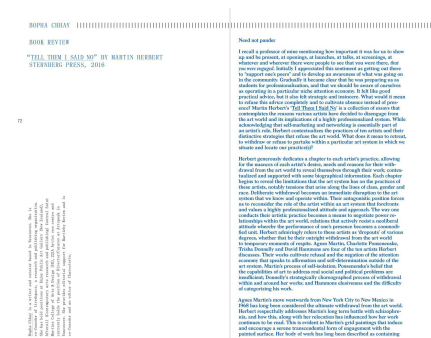 BOPHA CHHAY
BOOK REVIEW
"TELL THEM I SAID NO" BY MARTIN HERBERT
STERNBERG PRESS, 2016
72
Need not pander
I recall a professor of mine mentioning how important it was for us to show
up and be present, at openings, at launches, at talks, at screenings, at
whatever and wherever there were people to see that you were there, that
you were engaged. Initially I appreciated this sentiment as getting out there
to "support one's peers" and to develop an awareness of what was going on
in the community. Gradually it became clear that he was preparing us as
students for professionalization, and that we should be aware of ourselves
as operating in a particular niche attention economy. It felt like good
practical advice, but it also felt strategic and insincere. What would it mean
to refuse this advice completely and to cultivate absence instead of pres-
ence? Martin Herbert's 'Tell Them I Said No' is a collection of essays that
contemplates the reasons various artists have decided to disengage from
the art world and its implications of a highly professionalized system. While
acknowledging that self-marketing and networking is essentially part of
an artist's role, Herbert contextualises the practices of ten artists and their
distinctive strategies that refuse the art world. What does it mean to retreat,
to withdraw or refuse to partake within a particular art system in which we
situate and locate our practice(s)?
Herbert generously dedicates a chapter to each artist's practice, allowing
for the nuances of each artist's desire, needs and reasons for their with-
drawal from the art world to reveal themselves through their work; contex-
tualized and supported with some biographical information. Each chapter
begins to reveal the limitations that the art system has on the practices of
these artists, notably tensions that arise along the lines of class, gender and
race. Deliberate withdrawal becomes an immediate disruption to the art
system that we know and operate within. Their antagonistic position forces
us to reconsider the role of the artist within an art system that forefronts
and values a highly professionalized attitude and approach. The way one
conducts their artistic practice becomes a means to negotiate power re-
lationships within the art world, relations that actively resist a neoliberal
attitude whereby the performance of one's presence becomes a commodi-
fied unit. Herbert admiringly refers to these artists as 'dropouts' of various
degrees, whether that be their outright withdrawal from the art world
to temporary moments of respite. Agnes Martin, Charlotte Posenenske,
Trisha Donnelly and David Hammons are four of the ten artists Herbert
discusses. Their works cultivate refusal and the negation of the attention
economy that speaks to affirmation and self-determination outside of the
art system. Martin's process of self-isolation, Posenenske's belief that
the capabilities of art to address real social and political problems are
insufficient, Donnelly's strategically choreographed process of withdrawal
within and around her works, and Hammons chairness and the difficulty
of categorizing his work.
Agnes Martin's move westwards from New York City to New Mexico in
1968 has long been considered the ultimate withdrawal from the art world.
Herbert respectfully addresses Martin's long term battle with schizophre-
nia, and how this, along with her relocation has influenced how her work
continues to be read. This is evident in Martin's grid paintings that induce
and encourage a serene transcendental form of engagement with the
painted surface. Her body of work has long been described as containing